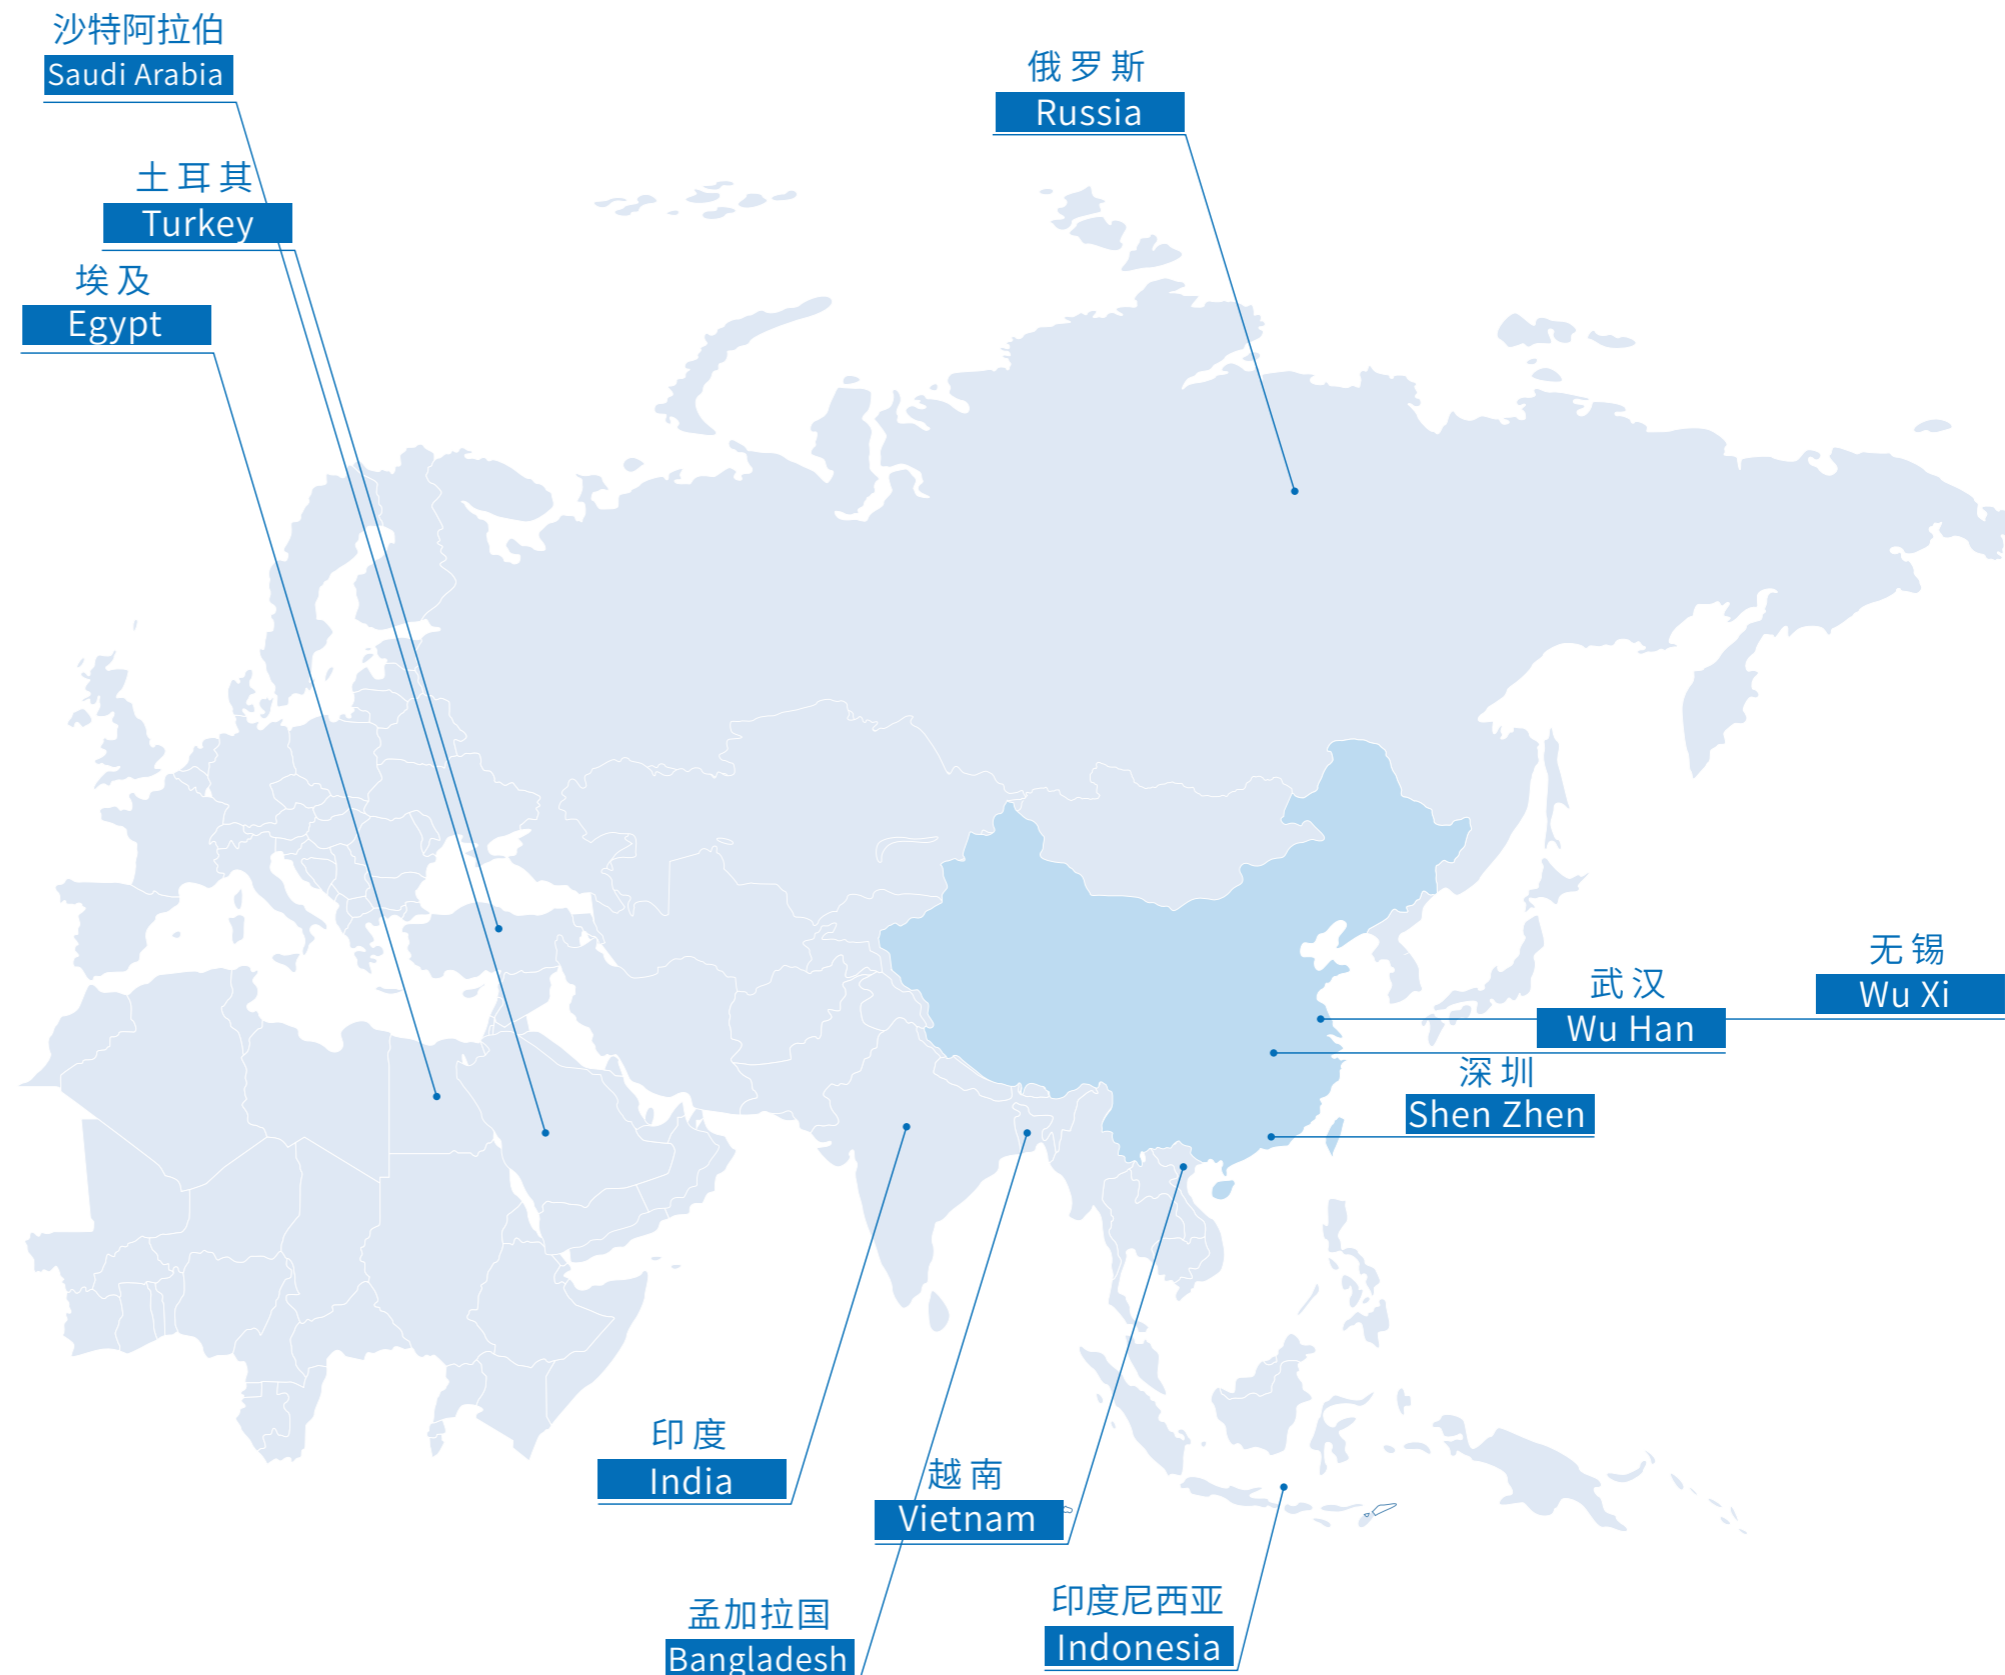 沙特阿拉伯
Saudi Arabia
俄罗斯
Russia
土耳其
Turkey
埃及
Egypt
无锡
Wu Xi
武汉
Wu Han
深圳
Shen Zhen
印度
India
越南
Vietnam
孟加拉国
Bangladesh
印度尼西亚
Indonesia